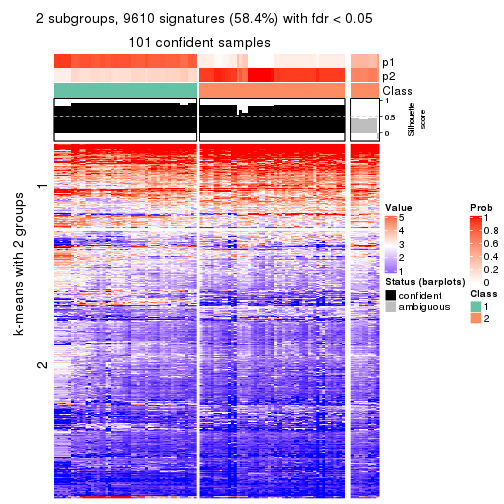 2 subgroups, 9610 signatures (58.4%) with fdr < 0.05
101 confident samples
p1
p2
Class
1
0.5
0
Silhouette
score
k-means with 2 groups
1
2
Value
5
4
3
2
1
Status (barplots)
confident
ambiguous
Prob
1
0.8
0.6
0.4
0.2
0
Class
1
2